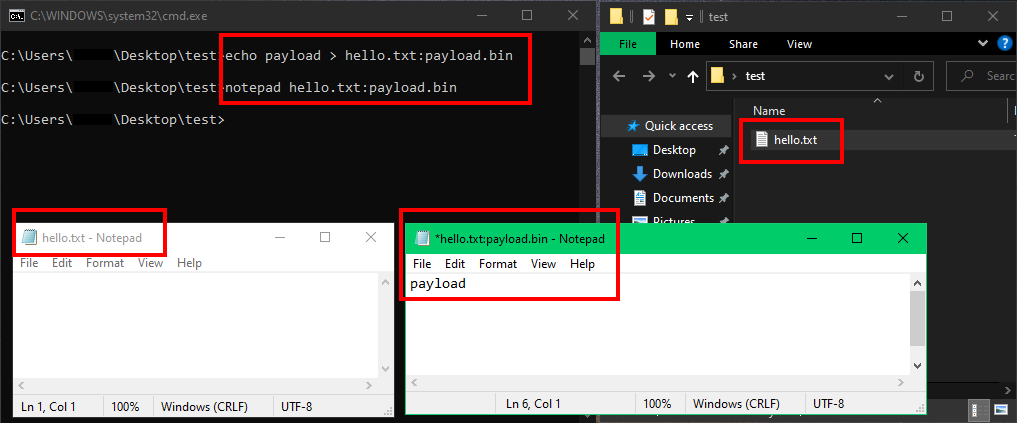 C:\WINDOWS\system32\cmd.exe
C:\Users\ \Desktop\test>echo payload > hello.txt:payload.bin
C:\Users\ \Desktop\test>notepad hello.txt:payload.bin
C:\Users\ \Desktop\test>
test
File Home Share View
test
Searc
Name
Quick access
hello.txt
Desktop
Downloads
Documents
Pictures
hello.txt - Notepad
File Edit Format View Help
Ln 1, Col 1 100% Windows (CRLF) UTF-8
*hello.txt:payload.bin - Notepad
File Edit Format View Help
payload
Ln 6, Col 1 100% Windows (CRLF) UTF-8